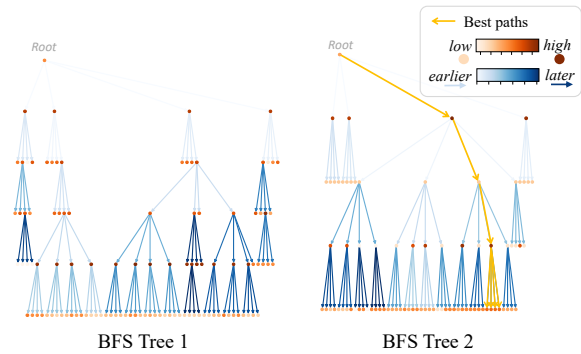 Root
Root
Best paths
low high
earlier later
BFS Tree 1
BFS Tree 2